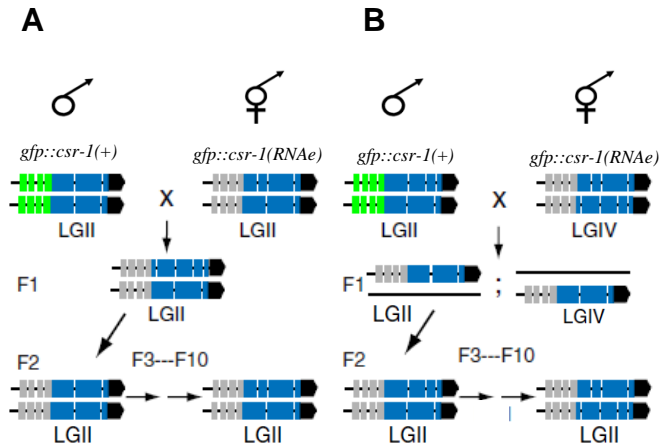 A
gfp::csr-1(+)
gfp::csr-1(RNAe)
X
LGII
LGII
F1
LGII
F2
F3---F10
LGII
LGII
B
gfp::csr-1(+)
gfp::csr-1(RNAe)
X
LGII
LGIV
F1
;
LGII
LGIV
F2
F3---F10
LGII
LGII